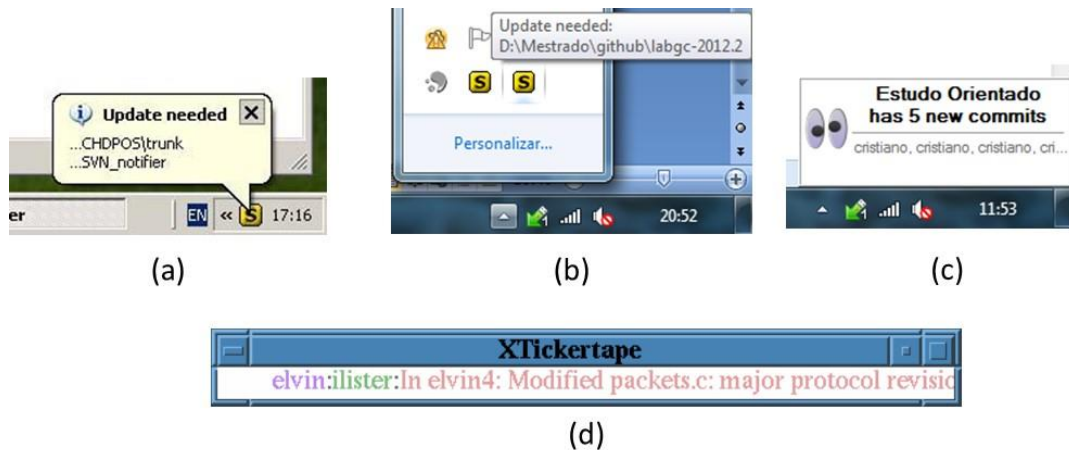 Update needed
...CHDPOS\trunk
...SVN_notifier
er
EN « S 17:16
(a)
Update needed:
D:\Mestrado\github\labgc-2012.2
S S
Personalizar...
20:52
(b)
Estudo Orientado
has 5 new commits
cristiano, cristiano, cristiano, cri...
11:53
(c)
XTickertape
elvin:ilister:In elvin4: Modified packets.c: major protocol revisio
(d)